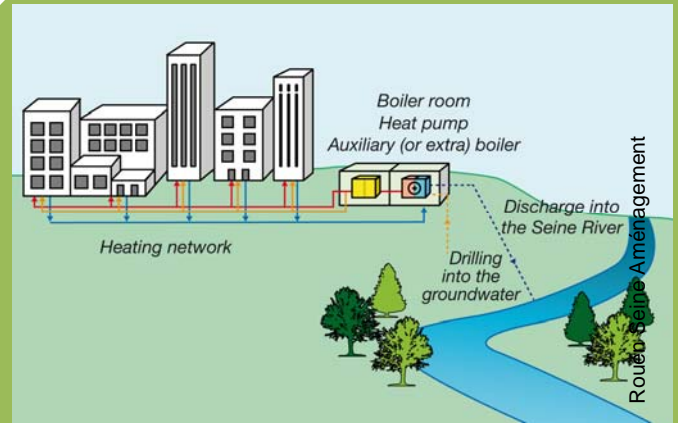 Boiler room
Heat pump
Auxiliary (or extra) boiler
Discharge into
the Seine River
Heating network
Drilling
into the
groundwater
Rouen Seine Aménagement